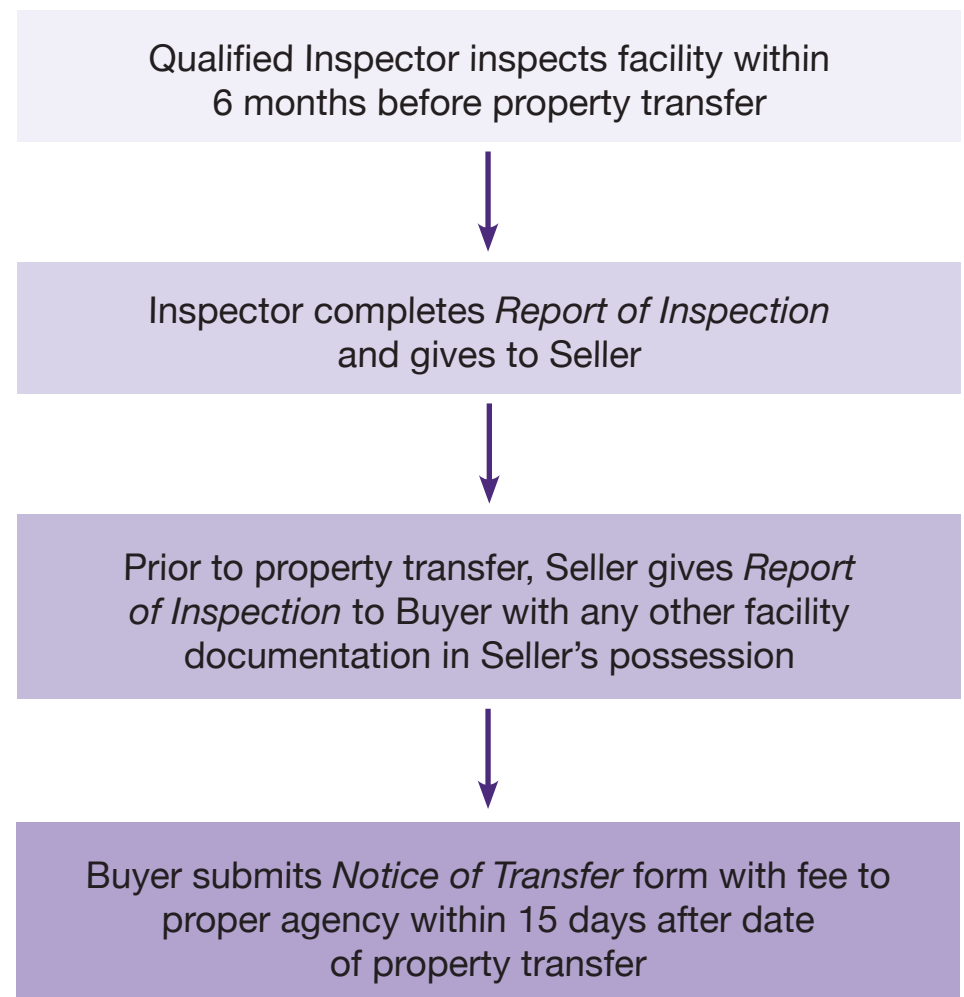 Qualified Inspector inspects facility within
6 months before property transfer
Inspector completes Report of Inspection
and gives to Seller
Prior to property transfer, Seller gives Report
of Inspection to Buyer with any other facility
documentation in Seller’s possession
Buyer submits Notice of Transfer form with fee to
proper agency within 15 days after date
of property transfer